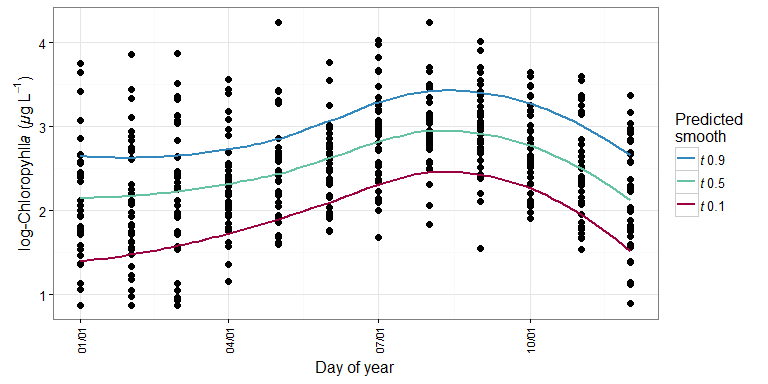 log-Chloropyhlla (μg L⁻¹)
4
3
2
1
01/01
04/01
07/01
10/01
Day of year
Predicted
smooth
t 0.9
t 0.5
t 0.1